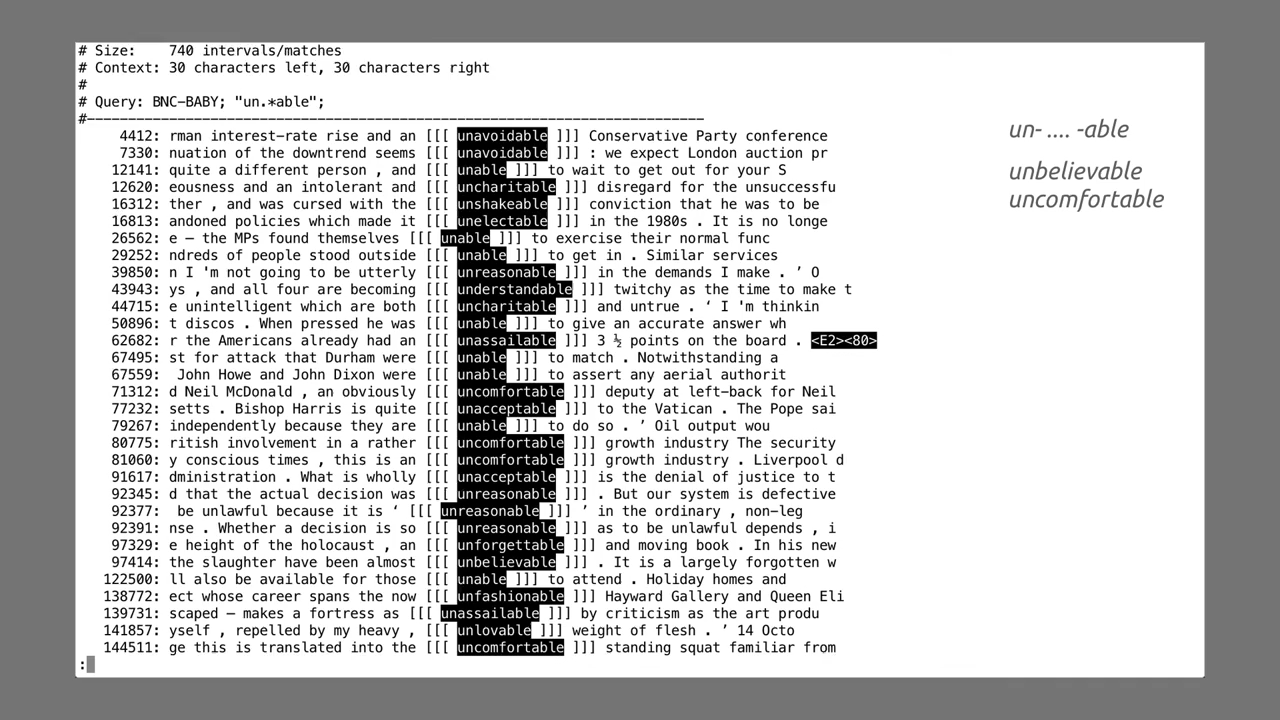 # Size:    740 intervals/matches
# Context: 30 characters left, 30 characters right
#
# Query: BNC-BABY; "un.*able";
#---------------------------------------------------------------------------
4412: rman interest-rate rise and an [[[ unavoidable ]]] Conservative Party conference
7330: nuation of the downtrend seems [[[ unavoidable ]]] : we expect London auction pr
12141: quite a different person , and [[[ unable ]]] to wait to get out for your S
12620: eousness and an intolerant and [[[ uncharitable ]]] disregard for the unsuccessfu
16312: ther , and was cursed with the [[[ unshakeable ]]] conviction that he was to be
16813: andoned policies which made it [[[ unelectable ]]] in the 1980s . It is no longe
26562: e – the MPs found themselves [[[ unable ]]] to exercise their normal func
29252: ndreds of people stood outside [[[ unable ]]] to get in . Similar services
39850: n I 'm not going to be utterly [[[ unreasonable ]]] in the demands I make . ’ O
43943: ys , and all four are becoming [[[ understandable ]]] twitchy as the time to make t
44715: e unintelligent which are both [[[ uncharitable ]]] and untrue . ‘ I 'm thinkin
50896: t discos . When pressed he was [[[ unable ]]] to give an accurate answer wh
62682: r the Americans already had an [[[ unassailable ]]] 3 ½ points on the board . <E2><80>
67495: st for attack that Durham were [[[ unable ]]] to match . Notwithstanding a
67559:  John Howe and John Dixon were [[[ unable ]]] to assert any aerial authorit
71312: d Neil McDonald , an obviously [[[ uncomfortable ]]] deputy at left-back for Neil
77232: setts . Bishop Harris is quite [[[ unacceptable ]]] to the Vatican . The Pope sai
79267: independently because they are [[[ unable ]]] to do so . ’ Oil output wou
80775: ritish involvement in a rather [[[ uncomfortable ]]] growth industry The security
81060: y conscious times , this is an [[[ uncomfortable ]]] growth industry . Liverpool d
91617: dministration . What is wholly [[[ unacceptable ]]] is the denial of justice to t
92345: d that the actual decision was [[[ unreasonable ]]] . But our system is defective
92377:  be unlawful because it is ‘ [[[ unreasonable ]]] ’ in the ordinary , non-leg
92391: nse . Whether a decision is so [[[ unreasonable ]]] as to be unlawful depends , i
97329: e height of the holocaust , an [[[ unforgettable ]]] and moving book . In his new
97414: the slaughter have been almost [[[ unbelievable ]]] . It is a largely forgotten w
122500: ll also be available for those [[[ unable ]]] to attend . Holiday homes and
138772: ect whose career spans the now [[[ unfashionable ]]] Hayward Gallery and Queen Eli
139731: scaped – makes a fortress as [[[ unassailable ]]] by criticism as the art produ
141857: yself , repelled by my heavy , [[[ unlovable ]]] weight of flesh . ’ 14 Octo
144511: ge this is translated into the [[[ uncomfortable ]]] standing squat familiar from
:
un- .... -able
unbelievable
uncomfortable